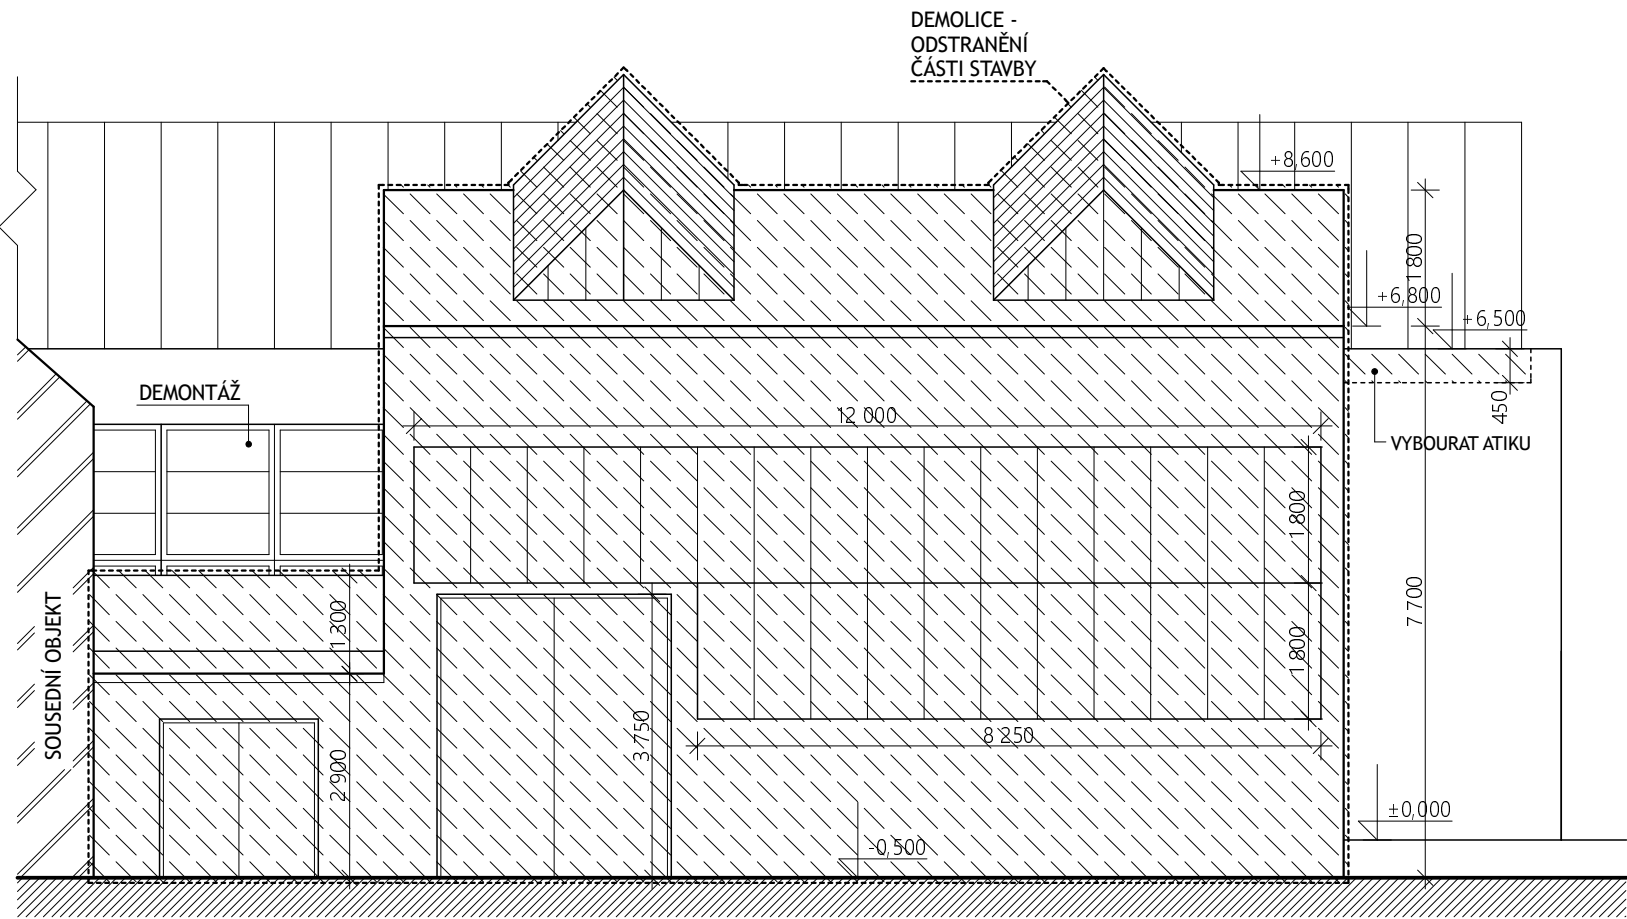 DEMOLICE -
ODSTRANĚNÍ
ČÁSTI STAVBY
+8,600
1 800
+6,800
+6,500
DEMONTÁŽ
12 000
450
VYBOURAT ATIKU
1 800
7 700
SOUSEDNÍ OBJEKT
1 300
1 800
3 750
8 250
2 900
±0,000
-0,500